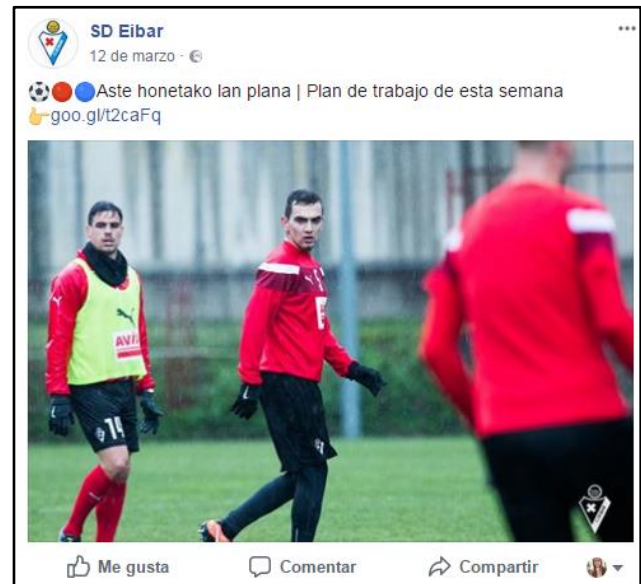 SD Eibar
12 de marzo
Aste honetako lan plana | Plan de trabajo de esta semana
goo.gl/t2caFq
AVIA
14
Me gusta
Comentar
Compartir